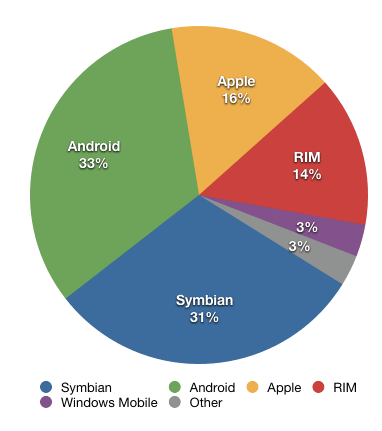 Apple
16%
Android
33%
RIM
14%
3%
3%
Symbian
31%
Symbian Android Apple RIM
Windows Mobile Other